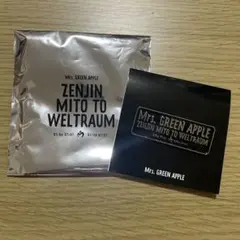 Mrs. GREEN APPLE
ZENJIN
MITO TO
WELTRAUM
Mrs. GREEN APPLE
ZENJIN MITO TO WELTRAUM
Mrs. GREEN APPLE